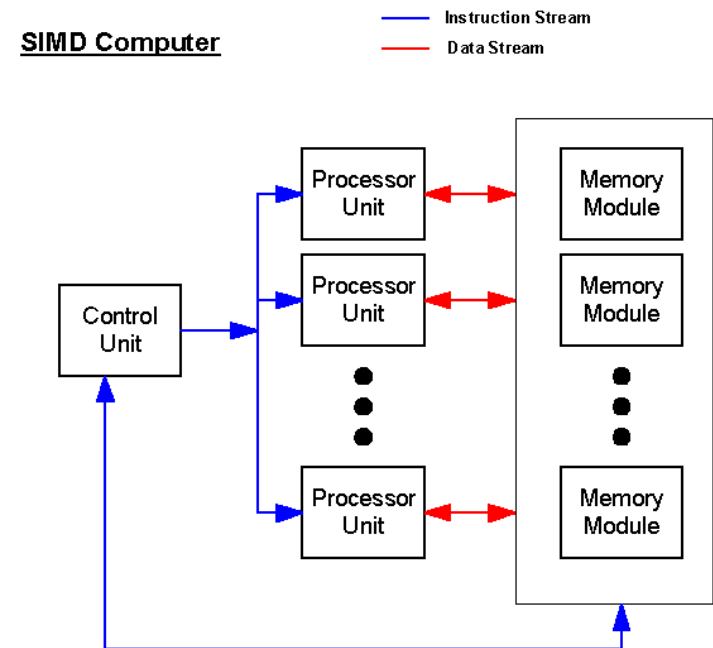 Instruction Stream
SIMD Computer
Data Stream
Processor
Unit
Memory
Module
Processor
Unit
Memory
Module
Control
Unit
Processor
Unit
Memory
Module